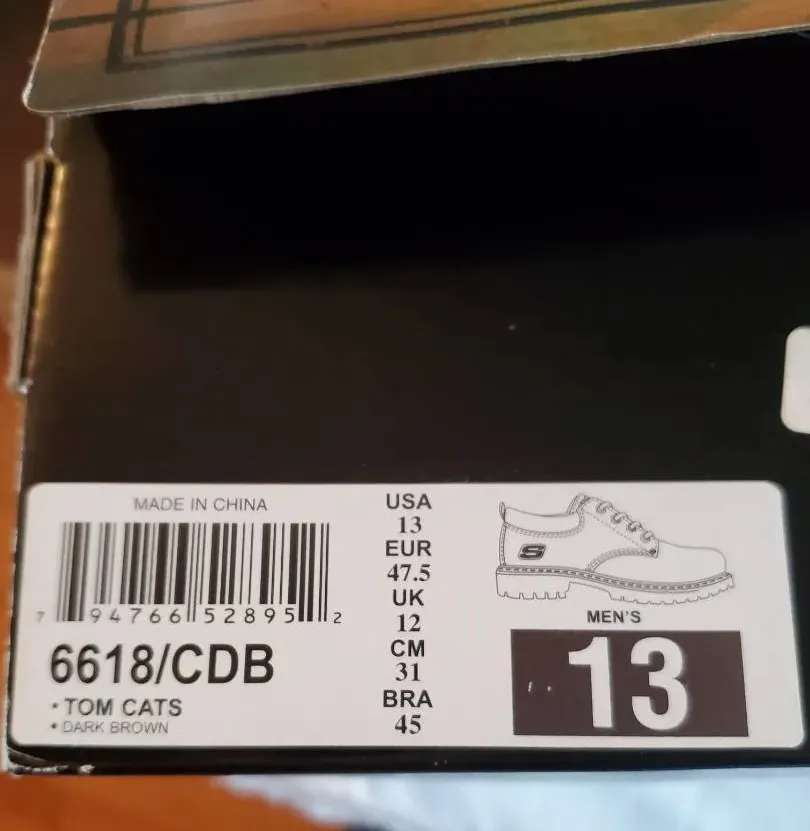 MADE IN CHINA
7 94766 52895 2
6618/CDB
• TOM CATS
• DARK BROWN
USA
13
EUR
47.5
UK
12
CM
31
BRA
45
S
MEN'S
13